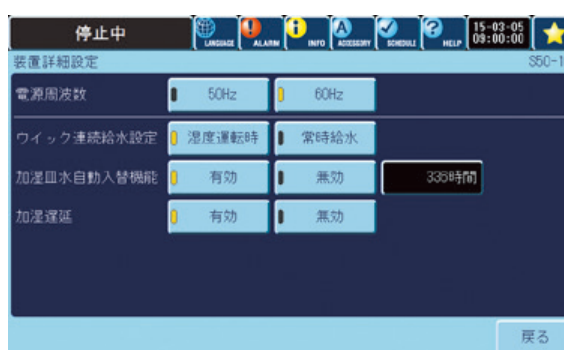 停止中 LANGUAGE ALARM INFO ACCESSORY SCHEDULE HELP 15-03-05 09:00:00
装置詳細設定 S50-1
電源周波数 50Hz 60Hz
ウイック連続給水設定 湿度運転時 常時給水
加湿皿水自動入替機能 有効 無効 336時間
加湿遅延 有効 無効
戻る